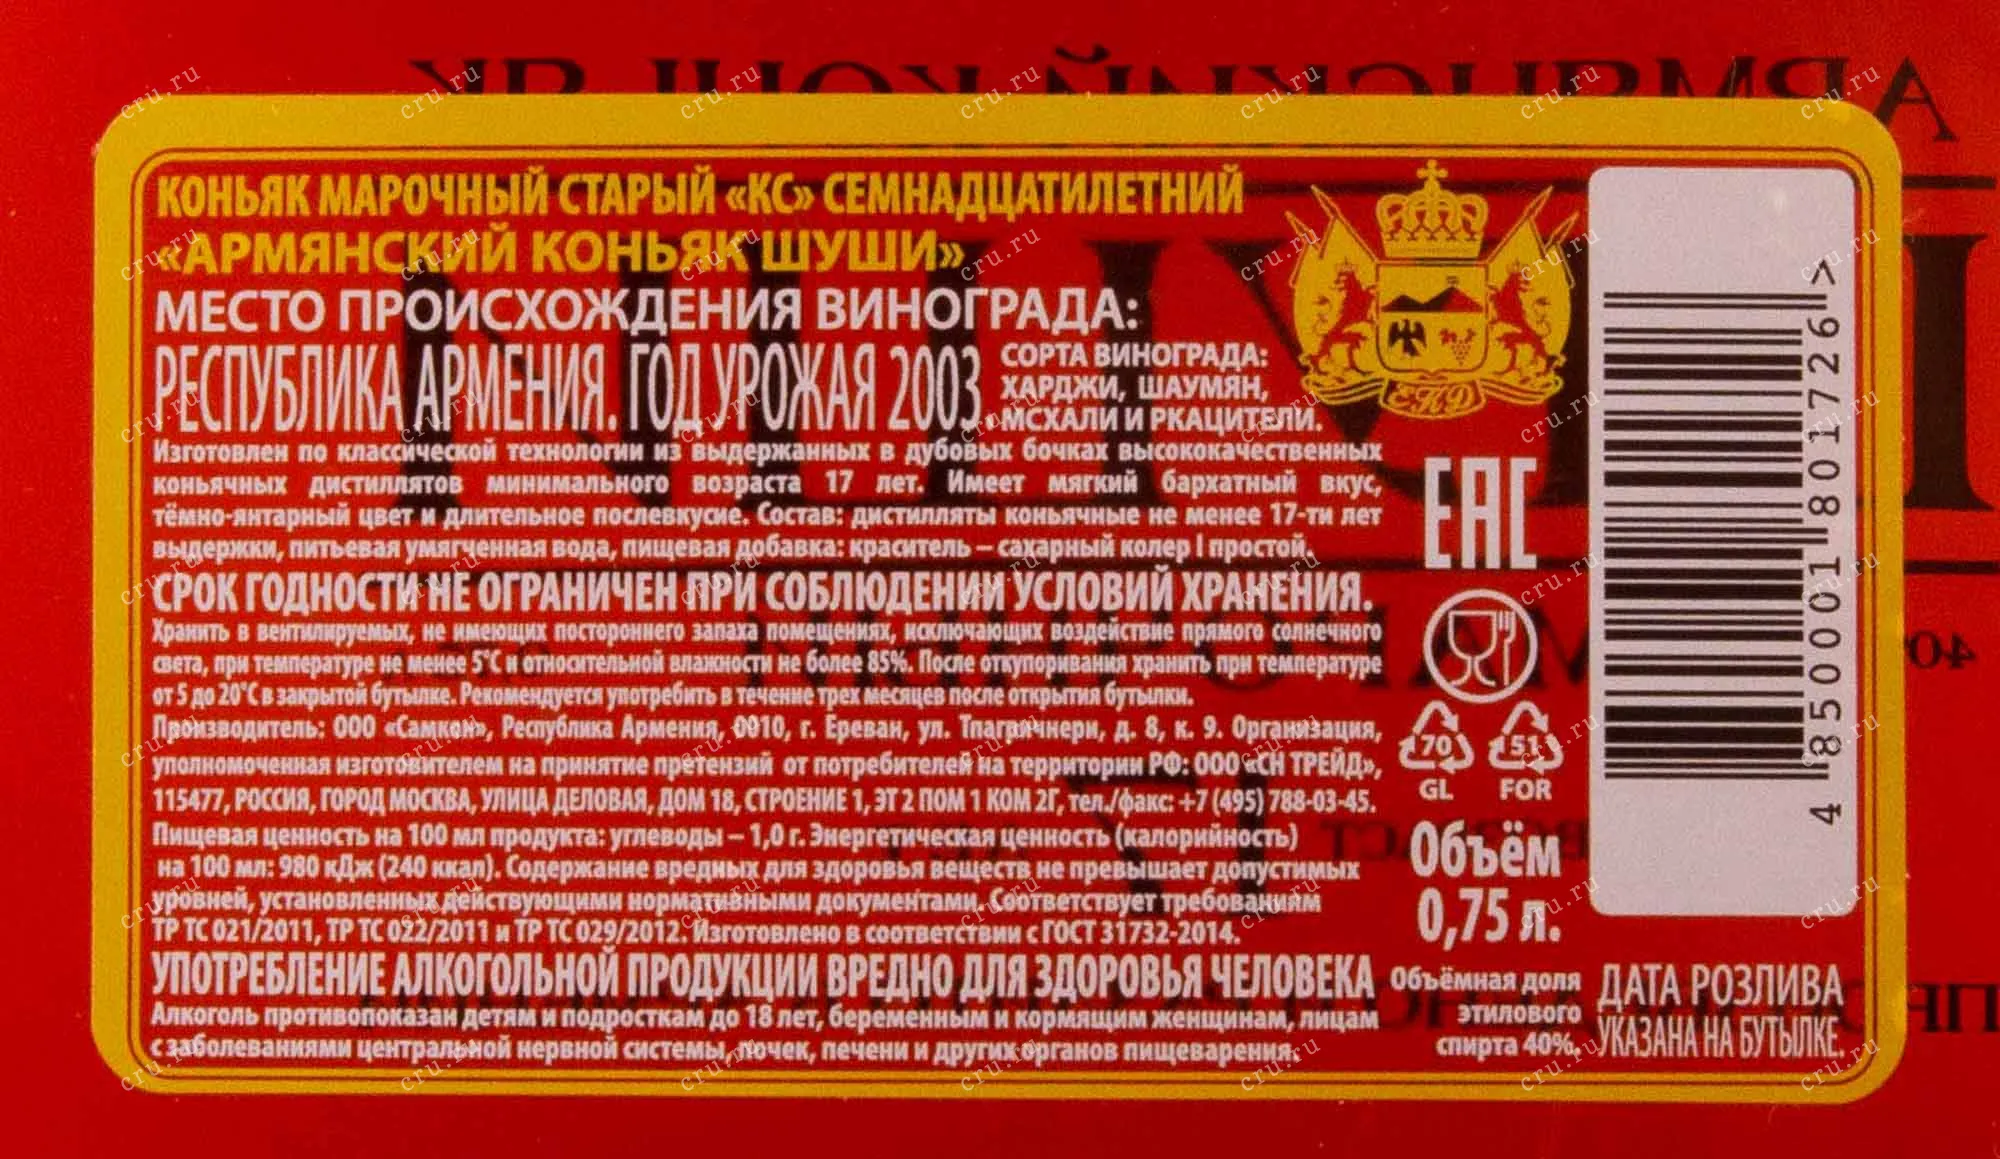 КОНЬЯК МАРОЧНЫЙ СТАРЫЙ «КС» СЕМНАДЦАТИЛЕТНИЙ
«АРМЯНСКИЙ КОНЬЯК ШУШИ»
МЕСТО ПРОИСХОЖДЕНИЯ ВИНОГРАДА:
РЕСПУБЛИКА АРМЕНИЯ. ГОД УРОЖАЯ 2003.
СОРТА ВИНОГРАДА:
ХАРДЖИ, ШАУМЯН,
МСХАЛИ И РКАЦИТЕЛИ.
Изготовлен по классической технологии из выдержанных в дубовых бочках высококачественных
коньячных дистиллятов минимального возраста 17 лет. Имеет мягкий бархатный вкус,
тёмно-янтарный цвет и длительное послевкусие. Состав: дистилляты коньячные не менее 17-ти лет
выдержки, питьевая умягченная вода, пищевая добавка: краситель – сахарный колер I простой.
СРОК ГОДНОСТИ НЕ ОГРАНИЧЕН ПРИ СОБЛЮДЕНИИ УСЛОВИЙ ХРАНЕНИЯ.
Хранить в вентилируемых, не имеющих постороннего запаха помещениях, исключающих воздействие прямого солнечного
света, при температуре не менее 5°С и относительной влажности не более 85%. После откупоривания хранить при температуре
от 5 до 20°С в закрытой бутылке. Рекомендуется употребить в течение трех месяцев после открытия бутылки.
Производитель: ООО «Самкон», Республика Армения, 0010, г. Ереван, ул. Тпагричнери, д. 8, к. 9. Организация,
уполномоченная изготовителем на принятие претензий от потребителей на территории РФ: ООО «СН ТРЕЙД»,
115477, РОССИЯ, ГОРОД МОСКВА, УЛИЦА ДЕЛОВАЯ, ДОМ 18, СТРОЕНИЕ 1, ЭТ 2 ПОМ 1 КОМ 2Г, тел./факс: +7 (495) 788-03-45.
Пищевая ценность на 100 мл продукта: углеводы – 1,0 г. Энергетическая ценность (калорийность)
на 100 мл: 980 кДж (240 ккал). Содержание вредных для здоровья веществ не превышает допустимых
уровней, установленных действующими нормативными документами. Соответствует требованиям
ТР ТС 021/2011, ТР ТС 022/2011 и ТР ТС 029/2012. Изготовлено в соответствии с ГОСТ 31732-2014.
УПОТРЕБЛЕНИЕ АЛКОГОЛЬНОЙ ПРОДУКЦИИ ВРЕДНО ДЛЯ ЗДОРОВЬЯ ЧЕЛОВЕКА
Алкоголь противопоказан детям и подросткам до 18 лет, беременным и кормящим женщинам, лицам
с заболеваниями центральной нервной системы, почек, печени и других органов пищеварения.
ЕКД
ЕАС
70
GL
51
FOR
Объём
0,75 л.
Объёмная доля
этилового
спирта 40%.
4 850001 801726 >
ДАТА РОЗЛИВА
УКАЗАНА НА БУТЫЛКЕ.
cru.ru